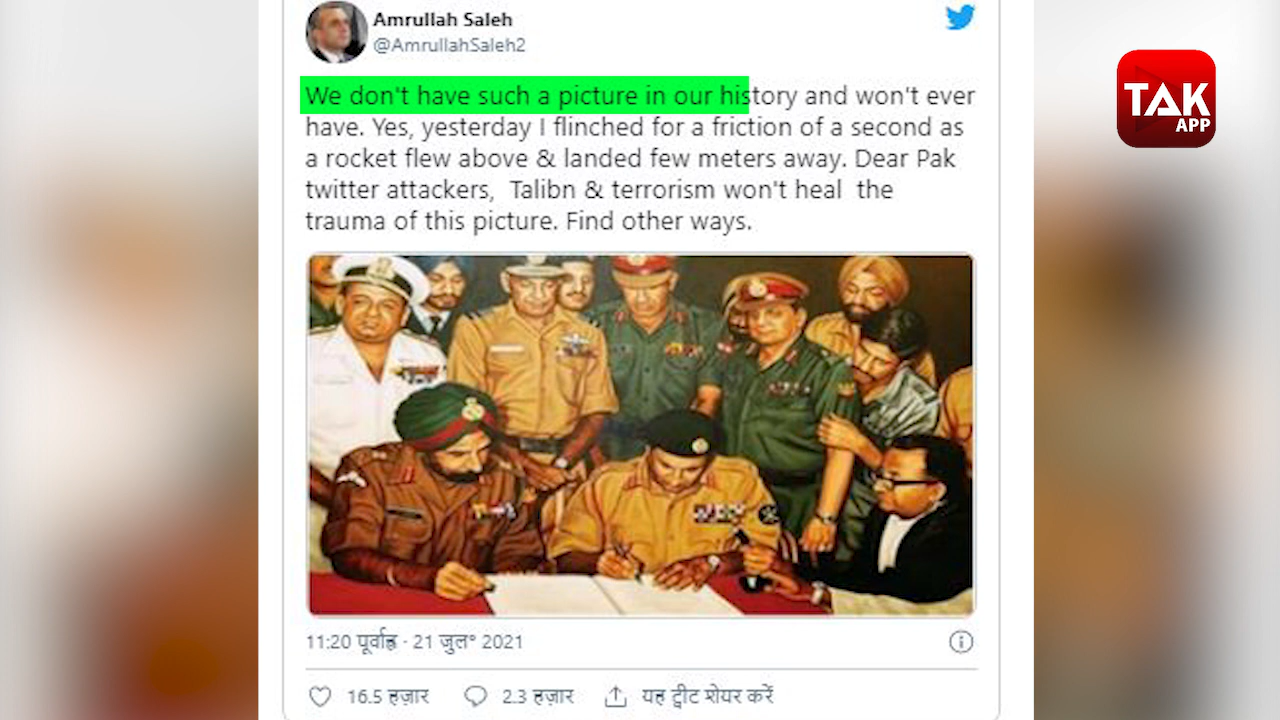 Amrullah Saleh
@AmrullahSaleh2
We don't have such a picture in our history and won't ever
have. Yes, yesterday I flinched for a friction of a second as
a rocket flew above & landed few meters away. Dear Pak
twitter attackers, Talibn & terrorism won't heal the
trauma of this picture. Find other ways.
11:20 पूर्वाह्न · 21 जुल॰ 2021
16.5 हज़ार 2.3 हज़ार यह ट्वीट शेयर करें
TAK
APP